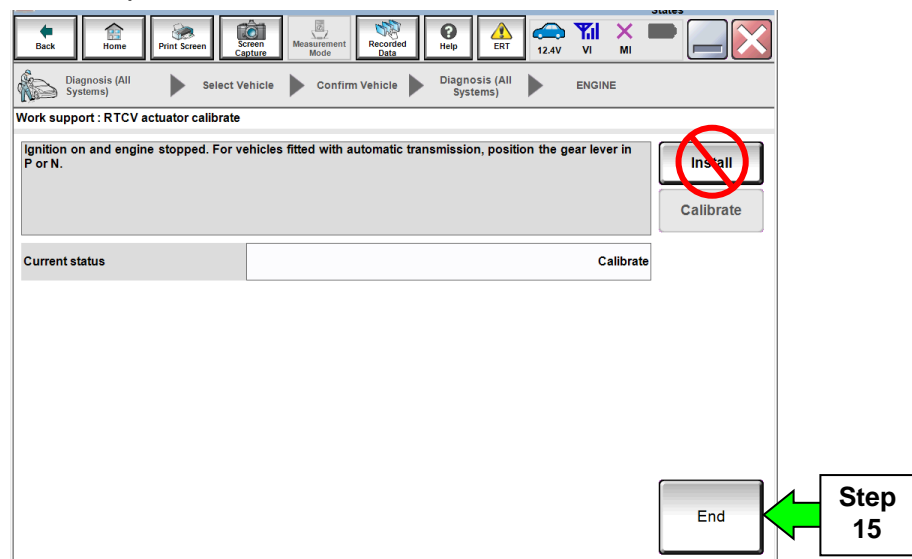 States
Back
Home
Print Screen
Screen
Capture
Measurement
Mode
Recorded
Data
Help
ERT
12.4V
VI
MI
Diagnosis (All
Systems)
Select Vehicle
Confirm Vehicle
Diagnosis (All
Systems)
ENGINE
Work support : RTCV actuator calibrate
Ignition on and engine stopped. For vehicles fitted with automatic transmission, position the gear lever in
P or N.
Install
Calibrate
Current status
Calibrate
End
Step
15